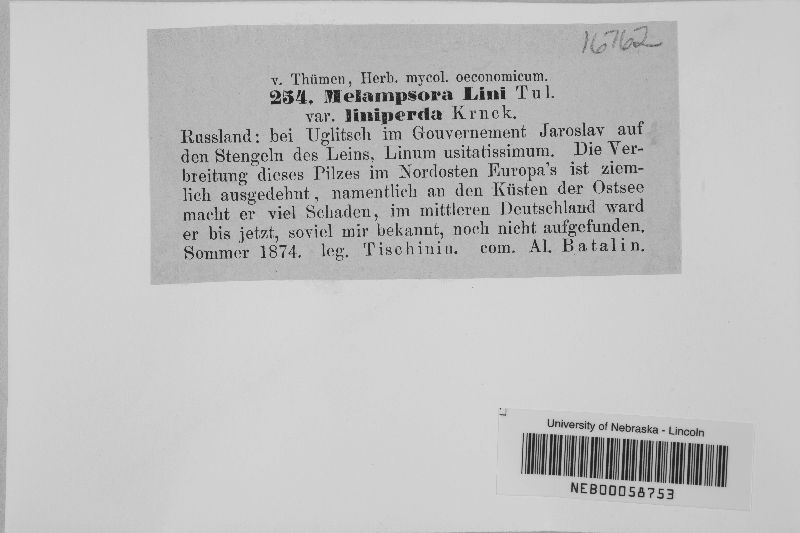 16762
v. Thümen, Herb. mycol. oeconomicum.
254. Melampsora Lini Tul.
var. liniperda Krnck.
Russland: bei Uglitsch im Gouvernement Jaroslav auf
den Stengeln des Leins, Linum usitatissimum. Die Ver-
breitung dieses Pilzes im Nordosten Europa's ist ziem-
lich ausgedehnt, namentlich an den Küsten der Ostsee
macht er viel Schaden, im mittleren Deutschland ward
er bis jetzt, soviel mir bekannt, noch nicht aufgefunden.
Sommer 1874. leg. Tischinin. com. Al. Batalin.
University of Nebraska - Lincoln
NEB00058753